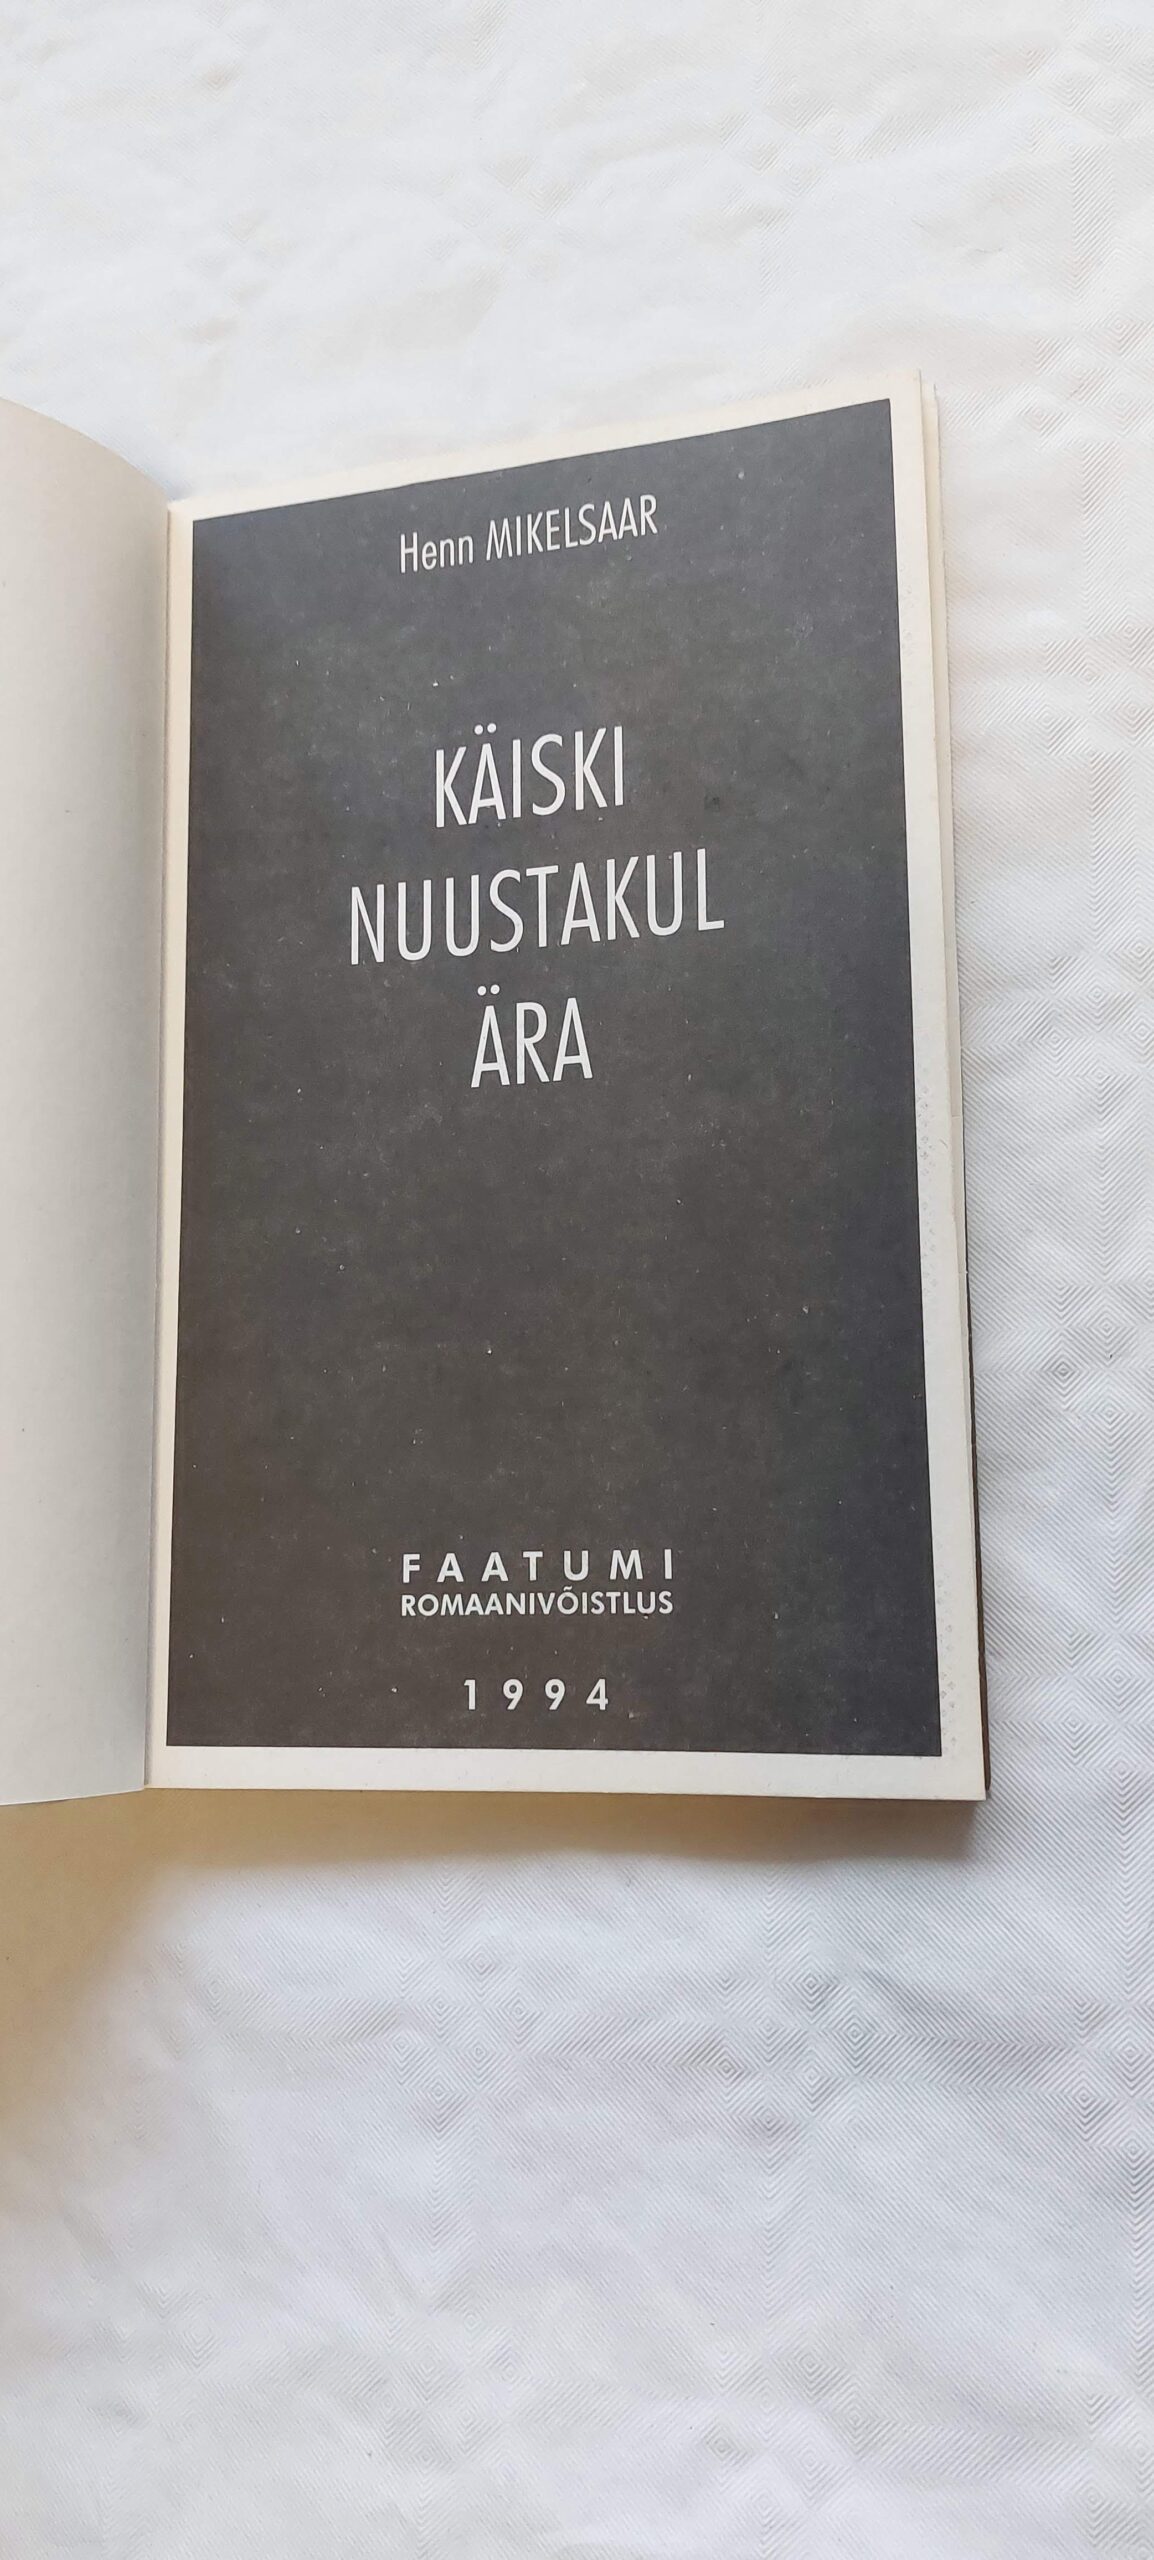 Henn MIKELSAAR
KÄISKI
NUUSTAKUL
ÄRA
FAATUMI
ROMAANIVÕISTLUS
1994